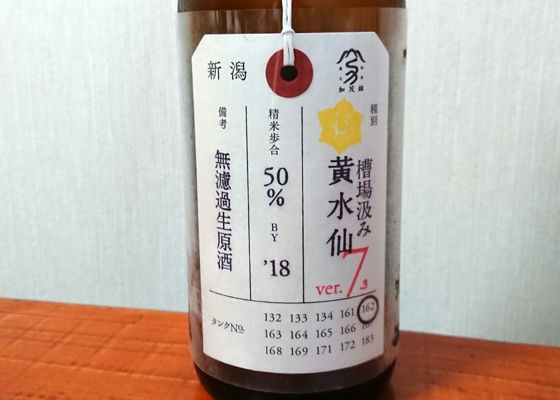 新潟
加茂錦
種別
槽場汲み
黄水仙
ver.7.3
精米歩合
50%
BY
'18
備考
無濾過生原酒
タンクNo.
132 133 134 161 162
163 164 165 166
168 169 171 172 183